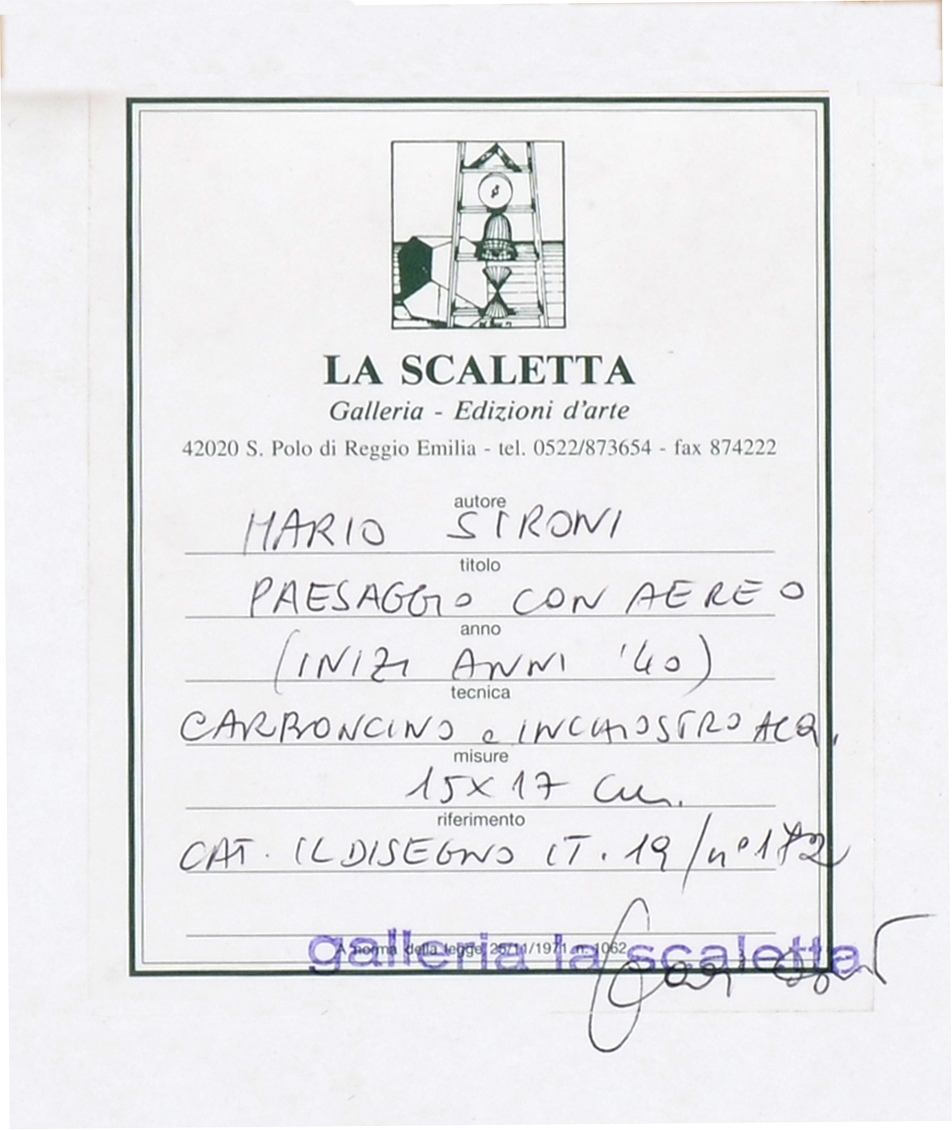 LA SCALETTA
Galleria - Edizioni d'arte
42020 S. Polo di Reggio Emilia - tel. 0522/873654 - fax 874222
autore
MARIO SIRONI
titolo
PAESAGGIO CON AEREO
anno
(INIZI ANNI '40)
tecnica
CARBONCINO e INCHIOSTRO ACQ.
misure
15X17 cm.
riferimento
CAT. IL DISEGNO IT. 19/n°172
A norma della legge 25/11/1971 n. 1062
galleria la scaletta